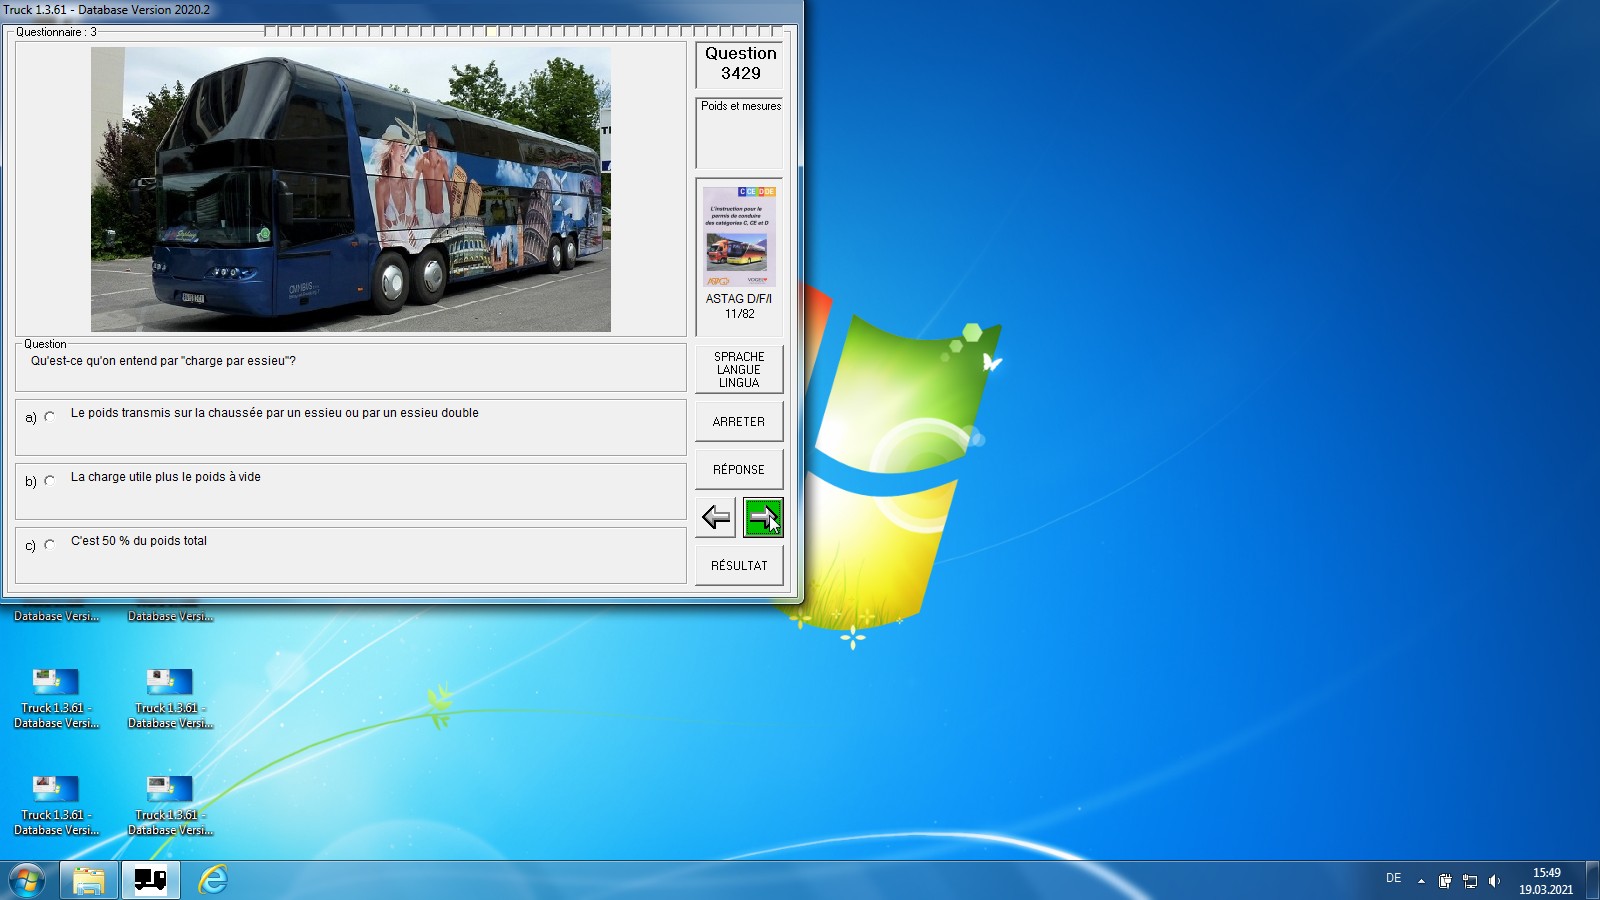 Truck 1.3.61 - Database Version 2020.2
Questionnaire : 3
Question
3429
Poids et mesures
C CE D DE
L'instruction pour le
permis de conduire
des catégories C, CE et D
ASTAG D/F/I
11/82
Question
Qu'est-ce qu'on entend par "charge par essieu"?
a) Le poids transmis sur la chaussée par un essieu ou par un essieu double
b) La charge utile plus le poids à vide
c) C'est 50 % du poids total
SPRACHE
LANGUE
LINGUA
ARRETER
RÉPONSE
RÉSULTAT
Database Versi...
Database Versi...
Truck 1.3.61 -
Database Versi...
Truck 1.3.61 -
Database Versi...
Truck 1.3.61 -
Database Versi...
Truck 1.3.61 -
Database Versi...
DE
15:49
19.03.2021